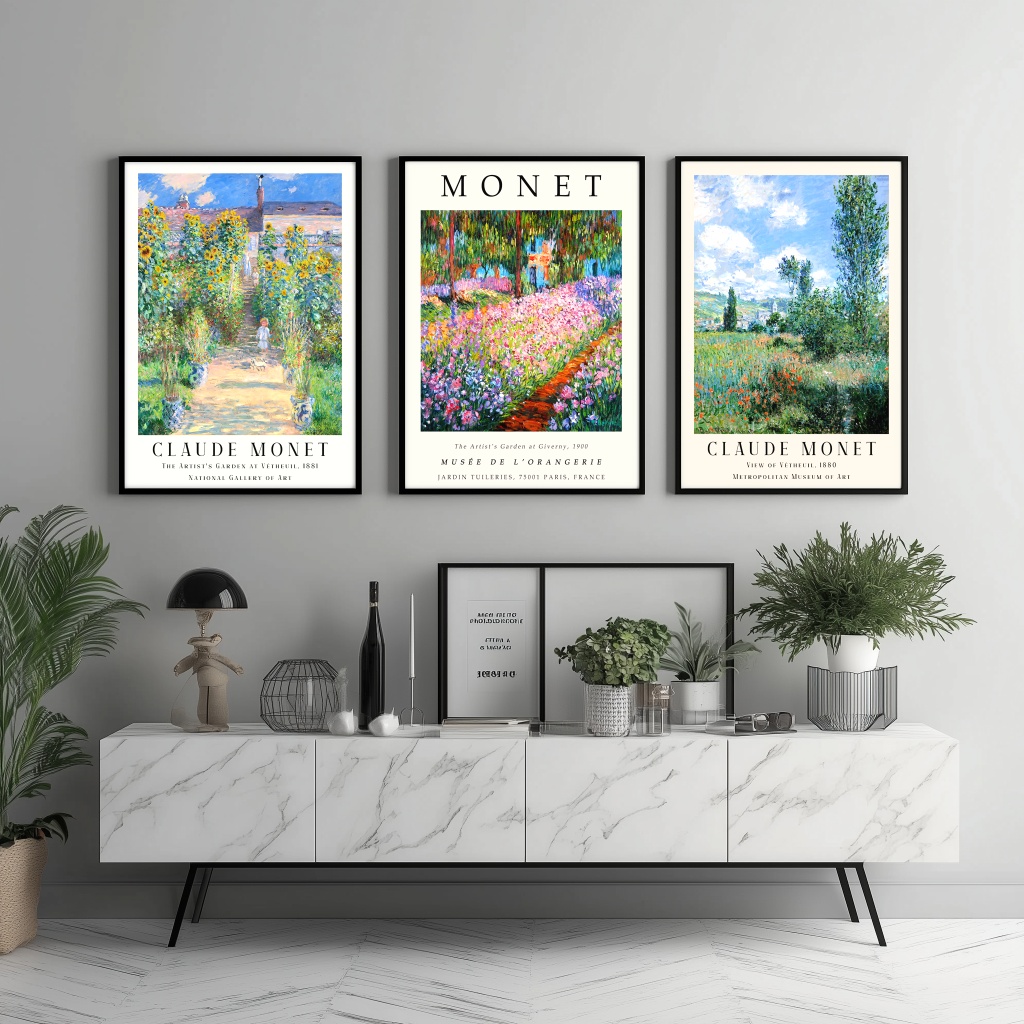 CLAUDE MONET
The Artist's Garden at Vétheuil, 1881
National Gallery of Art
MONET
The Artist's Garden at Giverny, 1900
MUSÉE DE L'ORANGERIE
JARDIN TUILERIES, 75001 PARIS, FRANCE
CLAUDE MONET
View of Vétheuil, 1880
Metropolitan Museum of Art